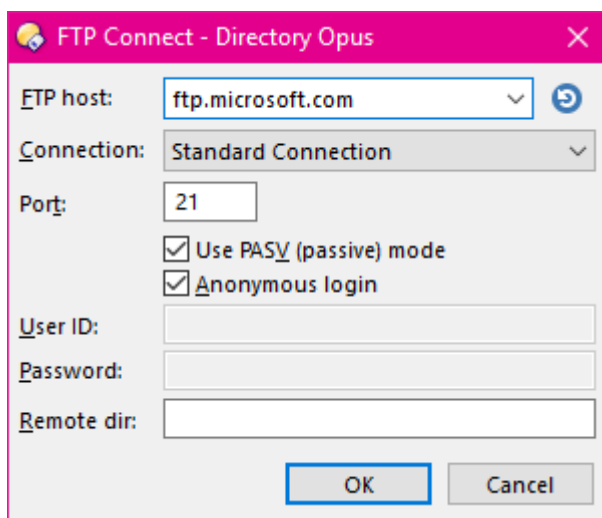 FTP Connect - Directory Opus
FTP host: ftp.microsoft.com
Connection: Standard Connection
Port: 21
Use PASV (passive) mode
Anonymous login
User ID:
Password:
Remote dir:
OK Cancel